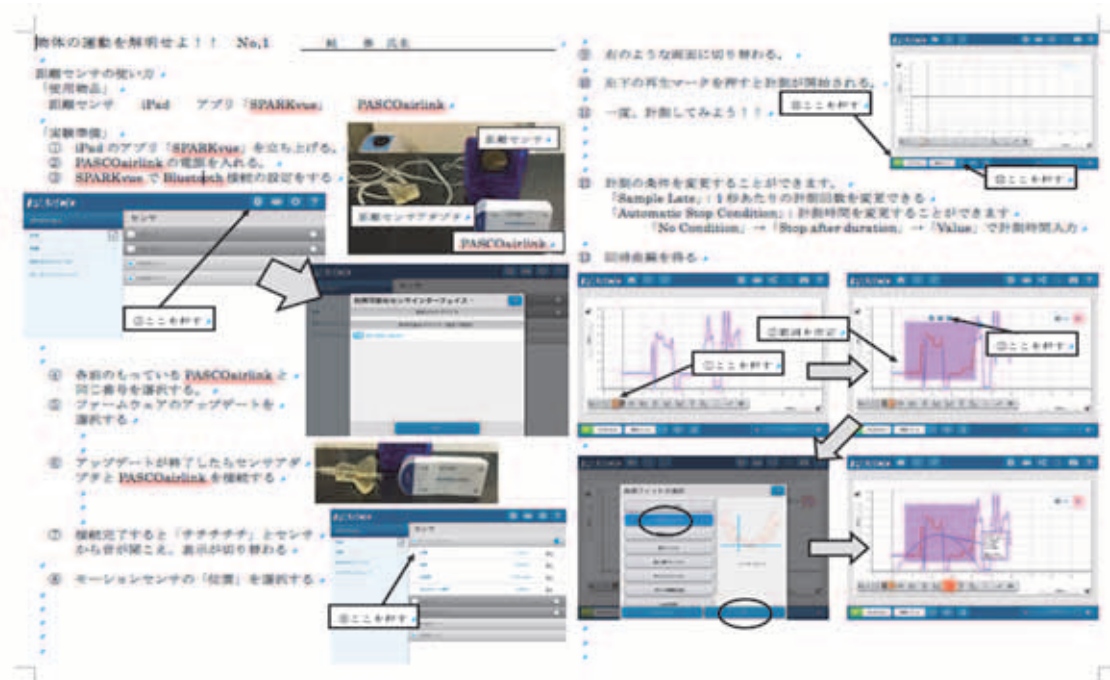 物体の運動を解明せよ!! No,1 組 番 氏名
距離センサの使い方
「使用物品」
距離センサ iPad アプリ「SPARKvue」 PASCOairlink
「実験準備」
① iPad のアプリ「SPARKvue」を立ち上げる。
② PASCOairlink の電源を入れる。
③ SPARKvue で Bluetooth 接続の設定をする
距離センサ
距離センサアダプタ
PASCOairlink
センサ
③ここを押す
④ 各班のもっている PASCOairlink と
同じ番号を選択する。
⑤ ファームウェアのアップデートを
選択する
⑥ アップデートが終了したらセンサアダ
プタと PASCOairlink を接続する
⑦ 接続完了すると「チチチチチ」とセンサ
から音が聞こえ、表示が切り替わる
⑧ モーションセンサの「位置」を選択する
センサ
⑧ここを押す
⑨ 右のような画面に切り替わる。
⑩ 左下の再生マークを押すと計測が開始される。
⑪ 一度、計測してみよう!!
⑩ここを押す
⑫ここを押す
⑫ 計測の条件を変更することができます。
「Sample Late」:1秒あたりの計測回数を変更できる
「Automatic Stop Condition」:計測時間を変更することができます
「No Condition」→「Stop after duration」→「Value」で計測時間入力
⑬ 回帰曲線を得る
①ここを押す
②範囲を指定
③ここを押す